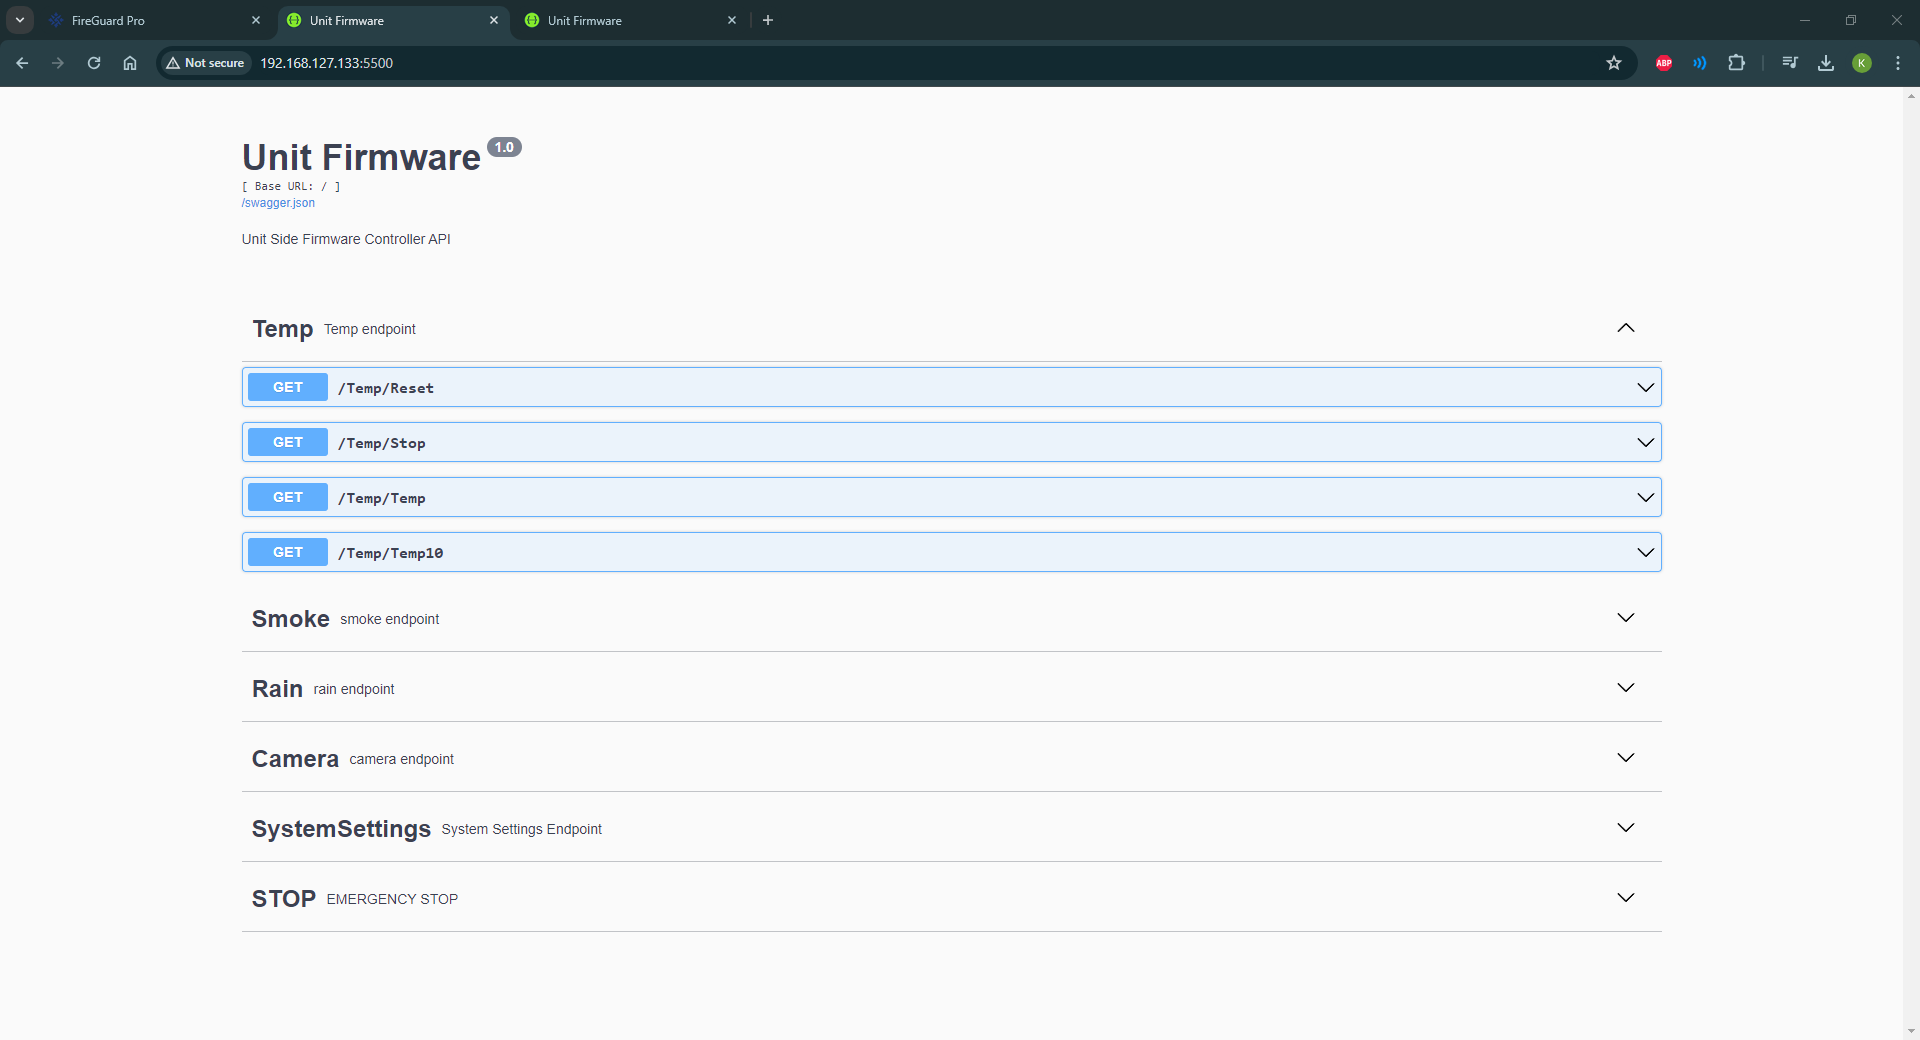 FireGuard Pro
Unit Firmware
Unit Firmware
Not secure
192.168.127.133:5500
ABP
K
Unit Firmware 1.0
[ Base URL: / ]
/swagger.json
Unit Side Firmware Controller API
Temp Temp endpoint
GET /Temp/Reset
GET /Temp/Stop
GET /Temp/Temp
GET /Temp/Temp10
Smoke smoke endpoint
Rain rain endpoint
Camera camera endpoint
SystemSettings System Settings Endpoint
STOP EMERGENCY STOP